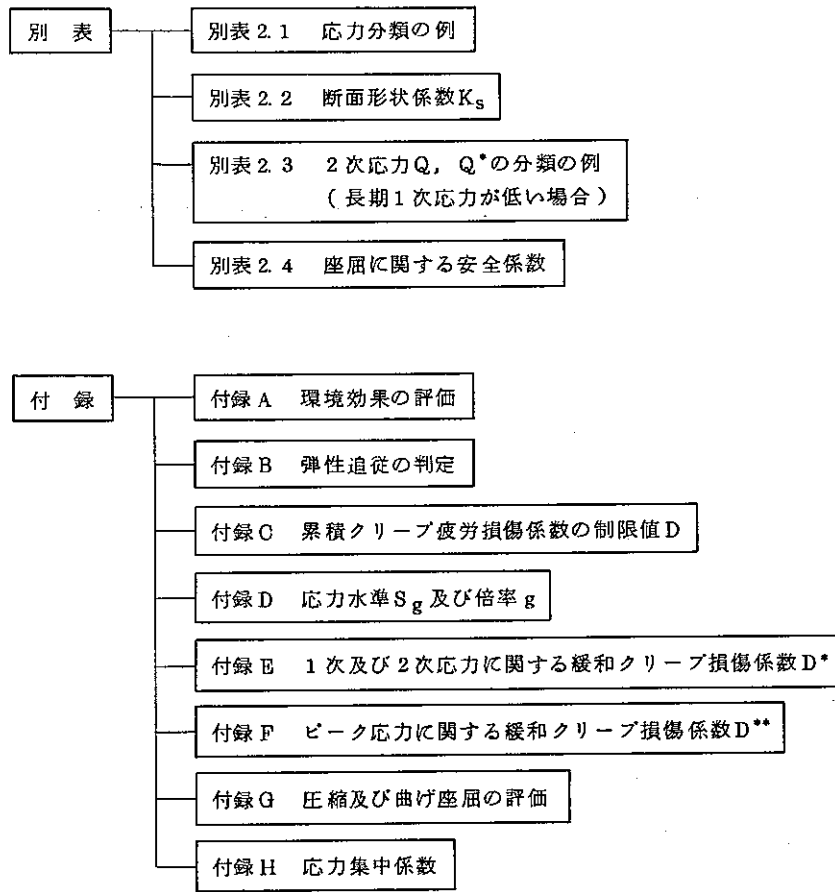 別 表
別表2.1 応力分類の例
別表2.2 断面形状係数Ks
別表2.3 2次応力Q, Q*の分類の例
(長期1次応力が低い場合)
別表2.4 座屈に関する安全係数
付 録
付録A 環境効果の評価
付録B 弾性追従の判定
付録C 累積クリープ疲労損傷係数の制限値D
付録D 応力水準Sg及び倍率g
付録E 1次及び2次応力に関する緩和クリープ損傷係数D*
付録F ピーク応力に関する緩和クリープ損傷係数D**
付録G 圧縮及び曲げ座屈の評価
付録H 応力集中係数